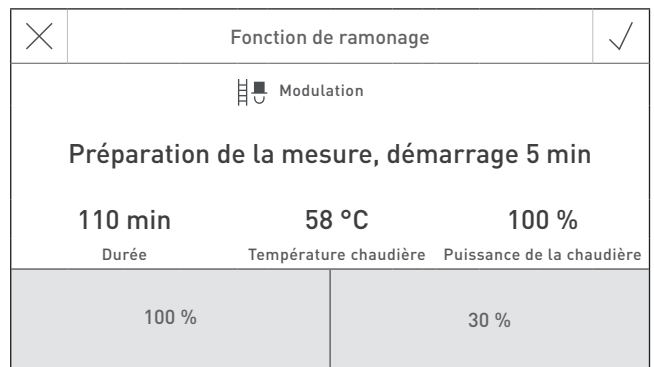 Fonction de ramonage
Modulation
Préparation de la mesure, démarrage 5 min
110 min 58 °C 100 %
Durée Température chaudière Puissance de la chaudière
100 % 30 %